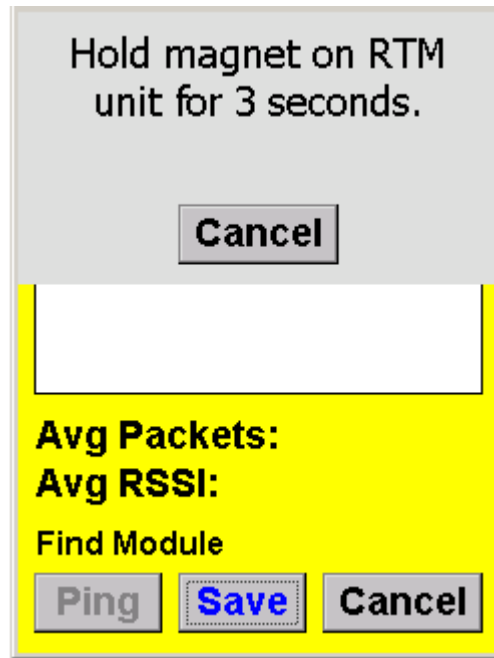 Hold magnet on RTM
unit for 3 seconds.
Cancel
Avg Packets:
Avg RSSI:
Find Module
Ping Save Cancel